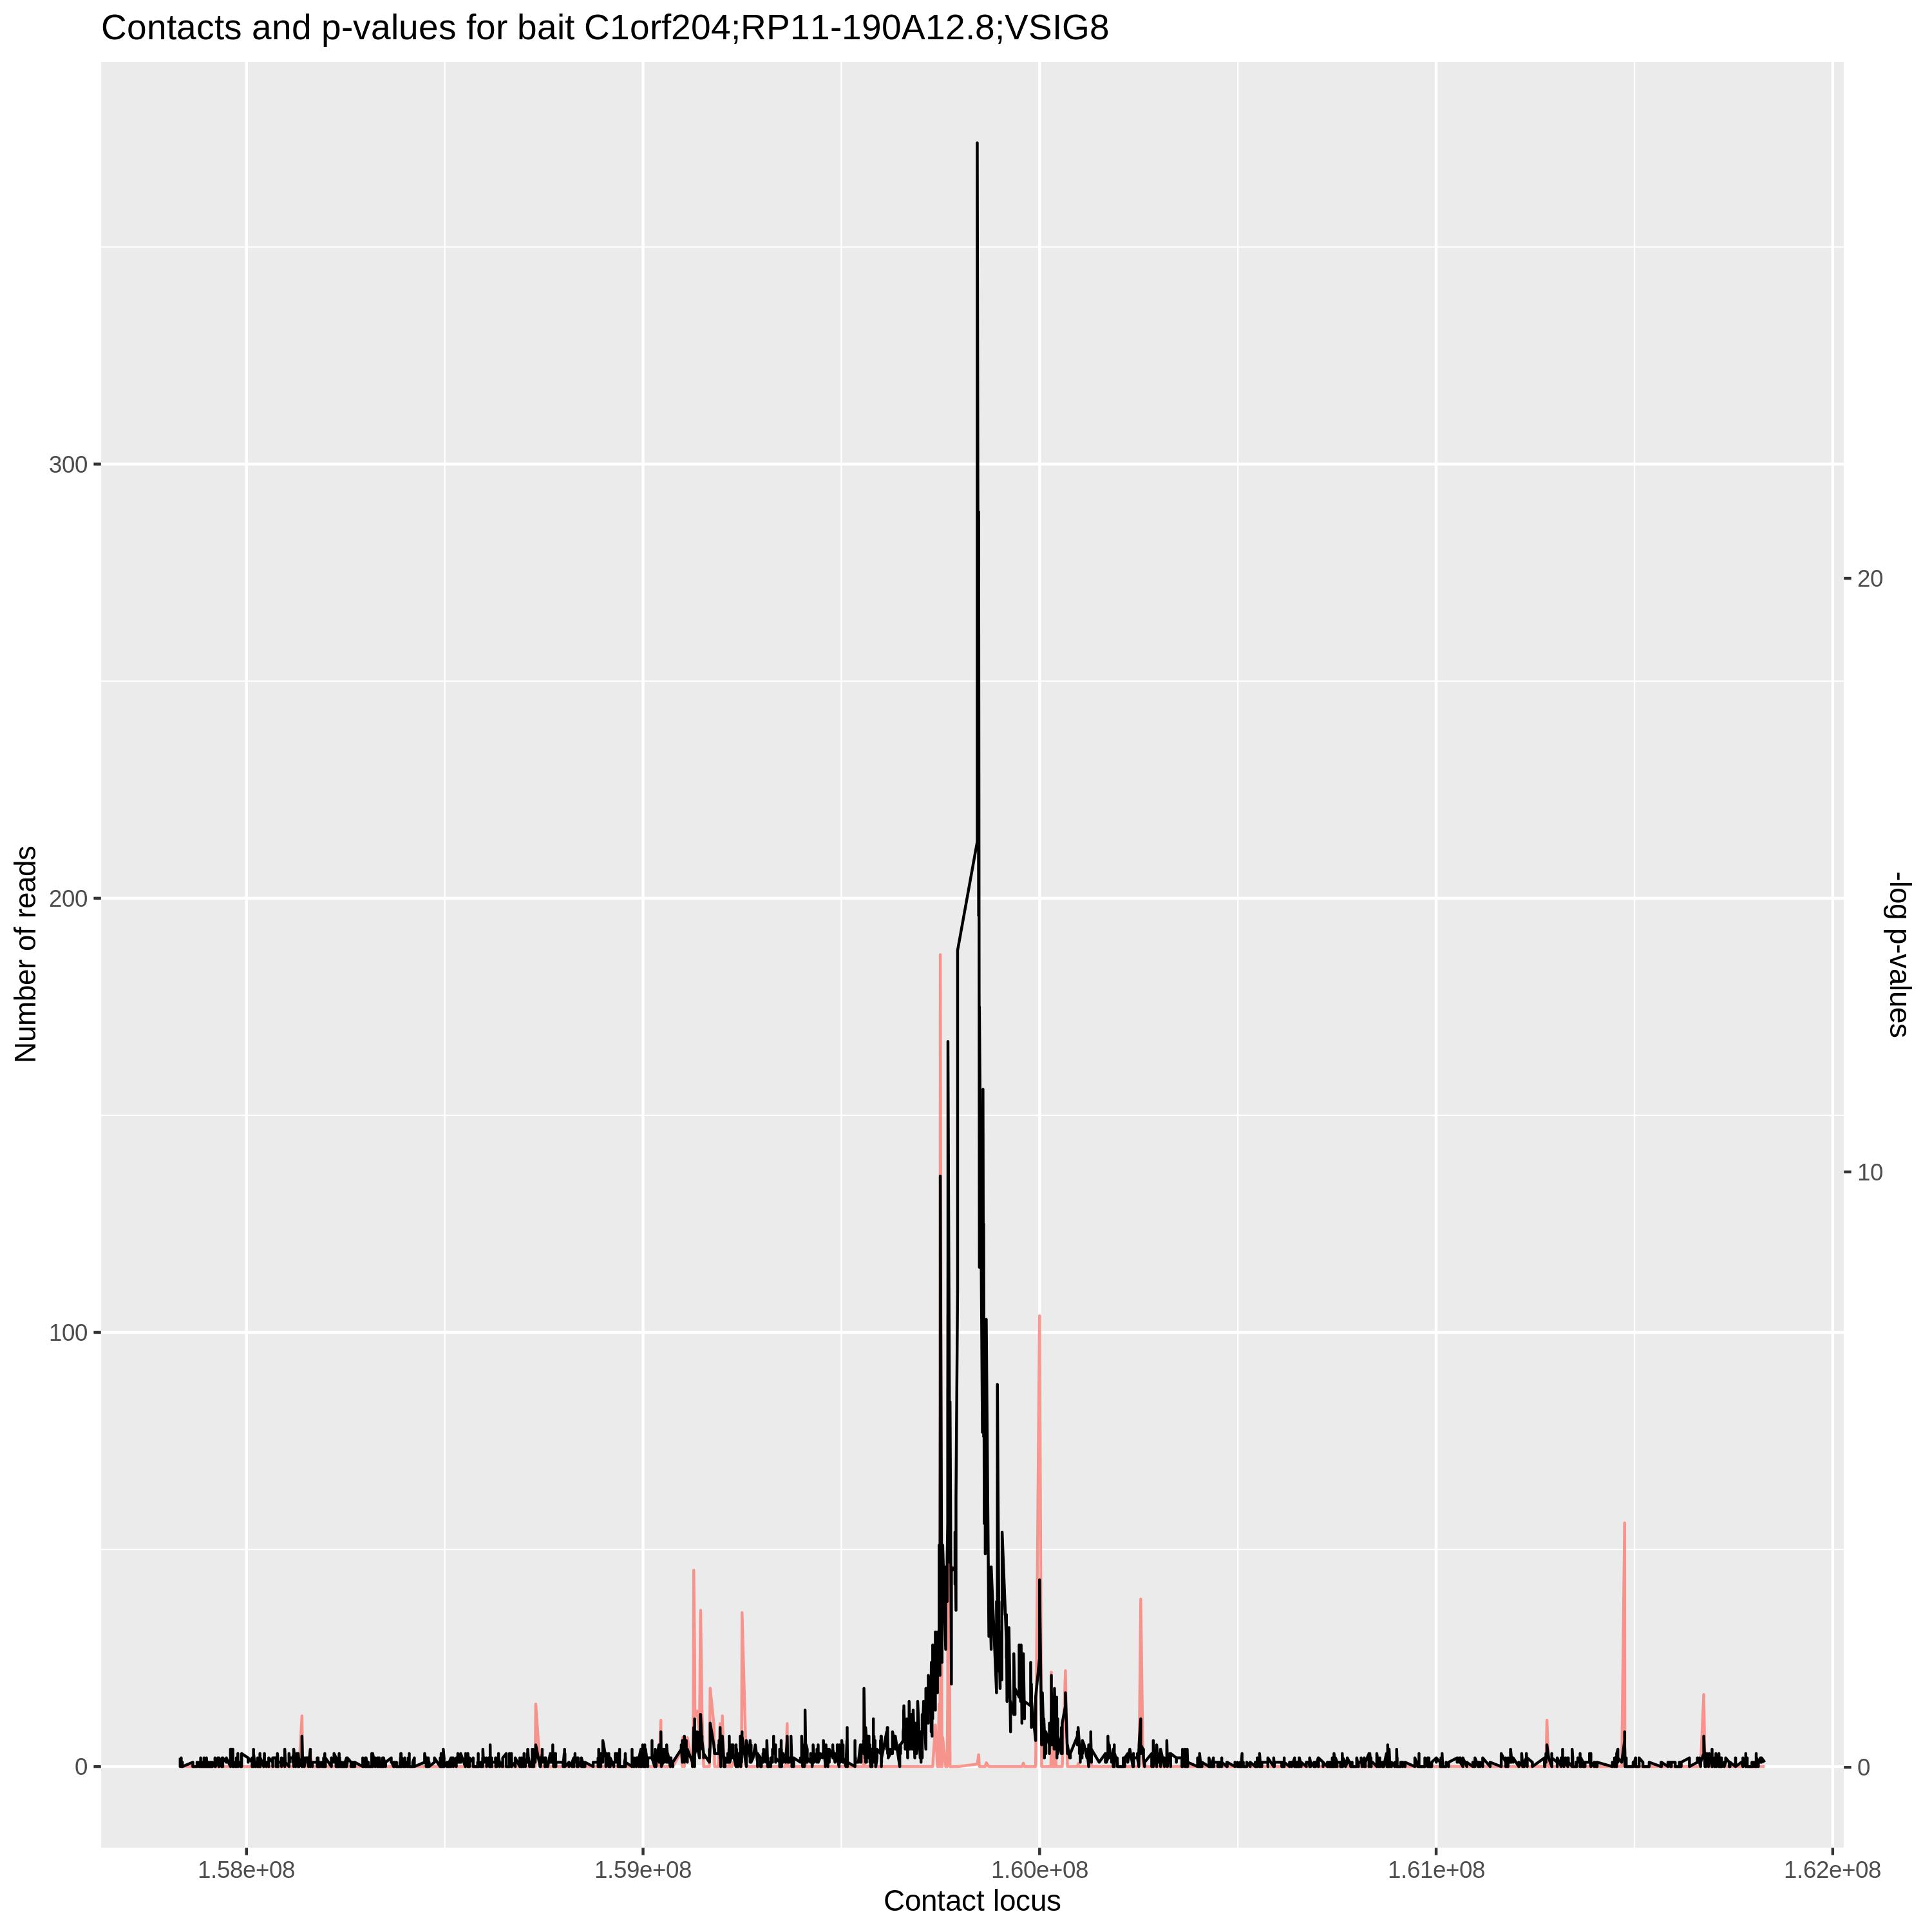 Contacts and p-values for bait C1orf204;RP11-190A12.8;VSIG8
300
200
100
0
Number of reads
20
10
0
-log p-values
1.58e+08
1.59e+08
1.60e+08
1.61e+08
1.62e+08
Contact locus